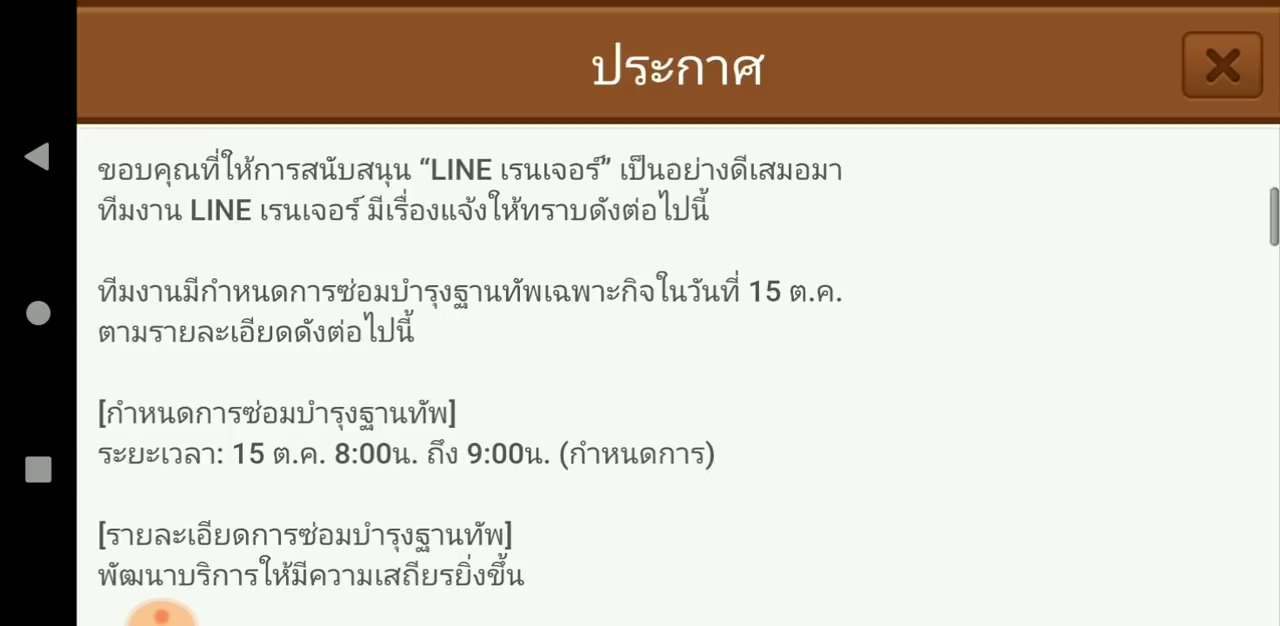 ประกาศ
ขอบคุณที่ให้การสนับสนุน “LINE เรนเจอร์” เป็นอย่างดีเสมอมา
ทีมงาน LINE เรนเจอร์ มีเรื่องแจ้งให้ทราบดังต่อไปนี้
ทีมงานมีกำหนดการซ่อมบำรุงฐานทัพเฉพาะกิจในวันที่ 15 ต.ค.
ตามรายละเอียดดังต่อไปนี้
[กำหนดการซ่อมบำรุงฐานทัพ]
ระยะเวลา: 15 ต.ค. 8:00น. ถึง 9:00น. (กำหนดการ)
[รายละเอียดการซ่อมบำรุงฐานทัพ]
พัฒนาบริการให้มีความเสถียรยิ่งขึ้น